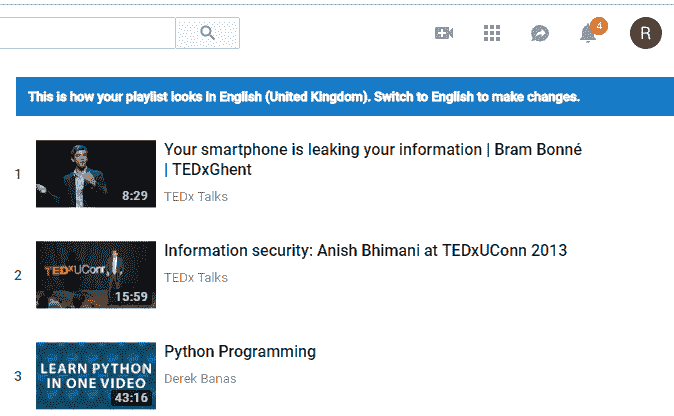 4
R
This is how your playlist looks in English (United Kingdom). Switch to English to make changes.
1
8:29
Your smartphone is leaking your information | Bram Bonné
| TEDxGhent
TEDx Talks
2
TEDxUConn
15:59
Information security: Anish Bhimani at TEDxUConn 2013
TEDx Talks
3
LEARN PYTHON
IN ONE VIDEO
43:16
Python Programming
Derek Banas